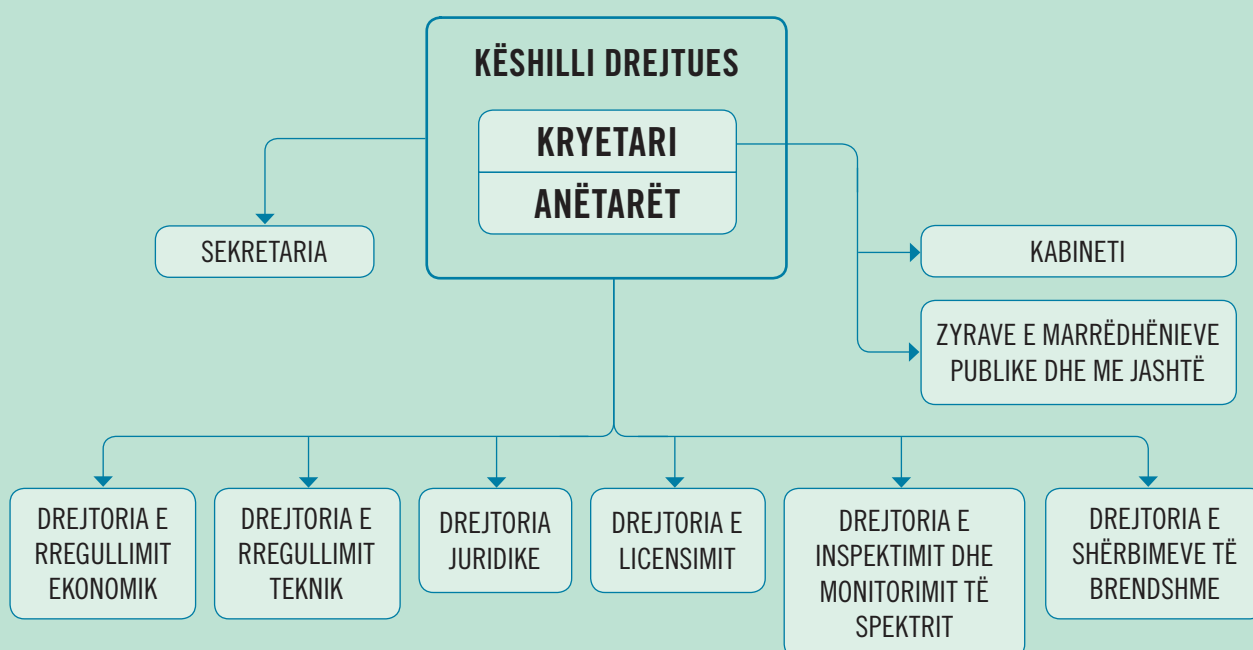 KËSHILLI DREJTUES
KRYETARI
ANËTARËT
SEKRETARIA
KABINETI
ZYRAVE E MARRËDHËNIEVE
PUBLIKE DHE ME JASHTË
DREJTORIA E
RREGULLIMIT
EKONOMIK
DREJTORIA E
RREGULLIMIT
TEKNIK
DREJTORIA
JURIDIKE
DREJTORIA E
LICENSIMIT
DREJTORIA E
INSPEKTIMIT DHE
MONITORIMIT TË
SPEKTRIT
DREJTORIA E
SHËRBIMEVE TË
BRENDSHME